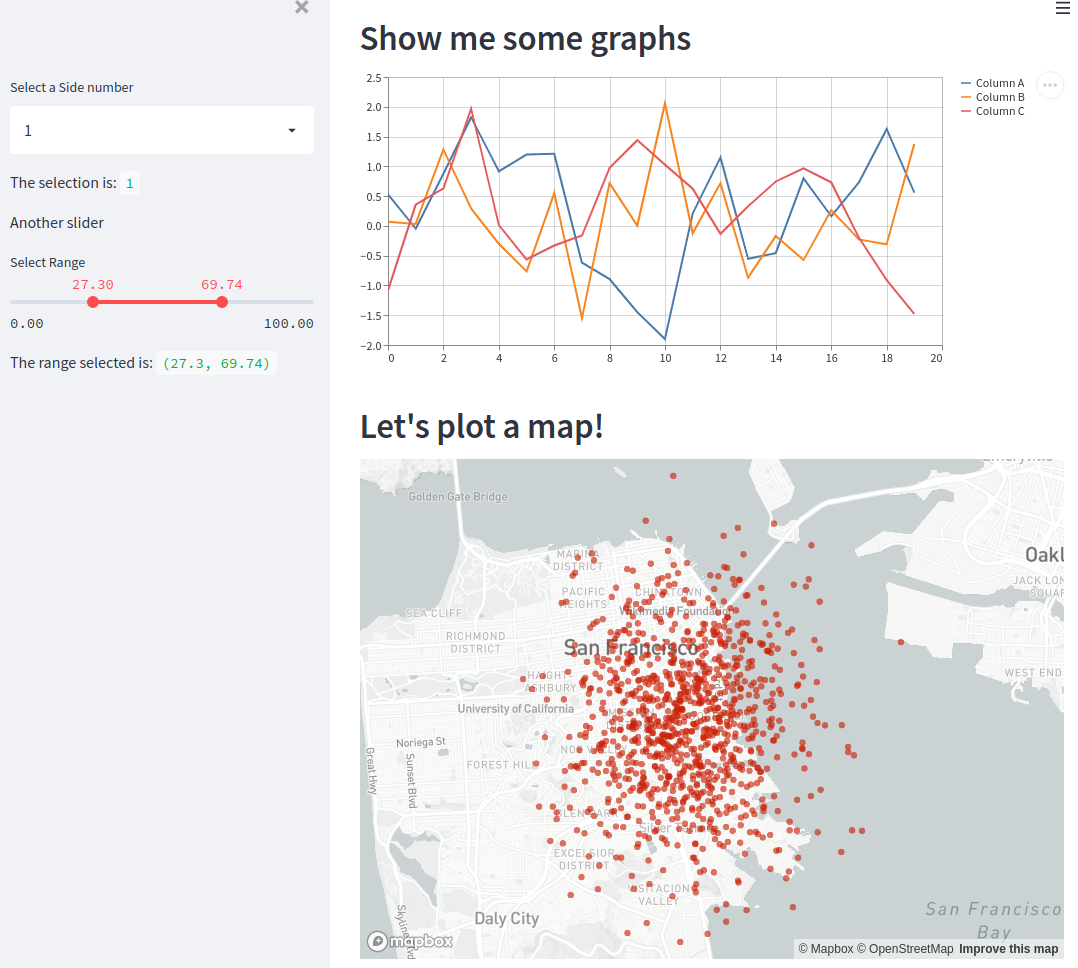 Select a Side number
1
The selection is: 1
Another slider
Select Range
27.30 69.74
0.00 100.00
The range selected is: (27.3, 69.74)
Show me some graphs
2.5
2.0
1.5
1.0
0.5
0.0
−0.5
−1.0
−1.5
−2.0
0 2 4 6 8 10 12 14 16 18 20
Column A
Column B
Column C
Let's plot a map!
Emeryville
Golden Gate Bridge
Oakl
MARINA
DISTRICT
JACK LON
SQUAR
PACIFIC
HEIGHTS
CHINATOWN
SEA CLIFF
Wikimedia Foundation
RICHMOND
DISTRICT
San Francisco
WEST END
HAIGHT-
ASHBURY
University of California
Noriega St
Great Hwy
Sunset Blvd
FOREST HILL
EXCELSIOR
DISTRICT
VISITACION
VALLEY
Daly City
San Francisco
Bay
mapbox
© Mapbox © OpenStreetMap Improve this map